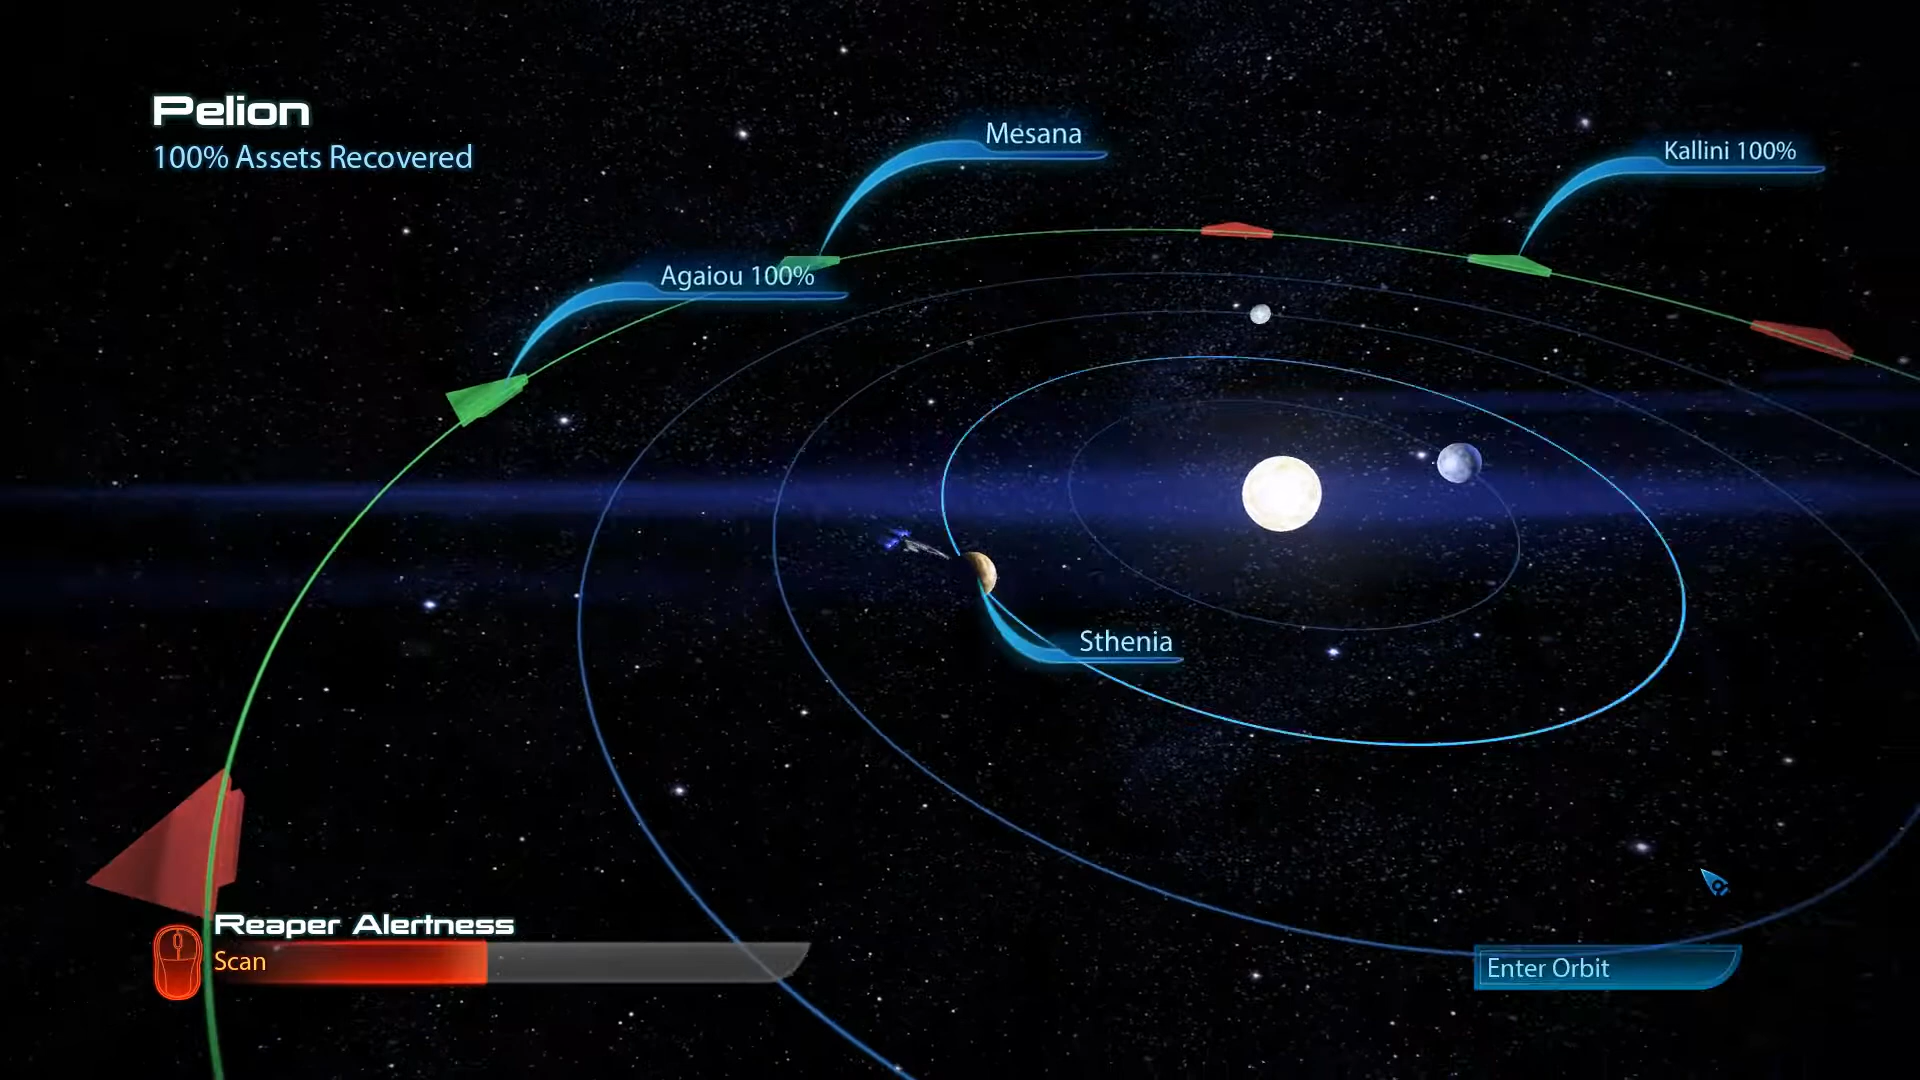 Pelion
100% Assets Recovered
Mesana
Kallini 100%
Agaiou 100%
Sthenia
Reaper Alertness
Scan
Enter Orbit